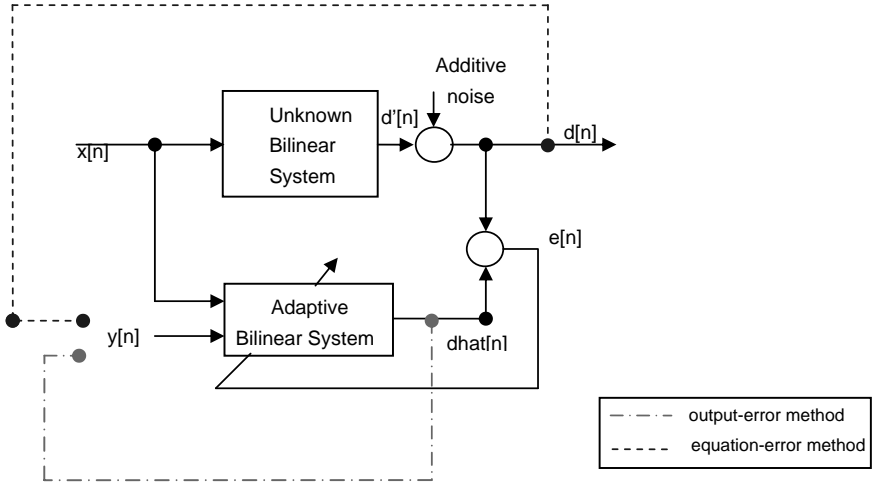 Additive
noise
Unknown
Bilinear
System
d'[n]
d[n]
x[n]
e[n]
Adaptive
Bilinear System
y[n]
dhat[n]
output-error method
equation-error method